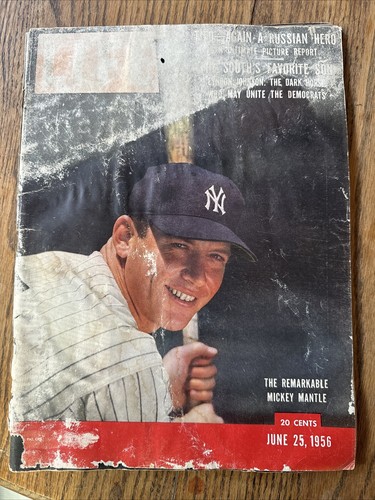 AGAIN A RUSSIAN HERO
PICTURE REPORT
SOUTH'S FAVORITE SON
JOHNSON, THE DARK HORSE
MAY UNITE THE DEMOCRATS
NY
THE REMARKABLE
MICKEY MANTLE
20 CENTS
JUNE 25, 1956